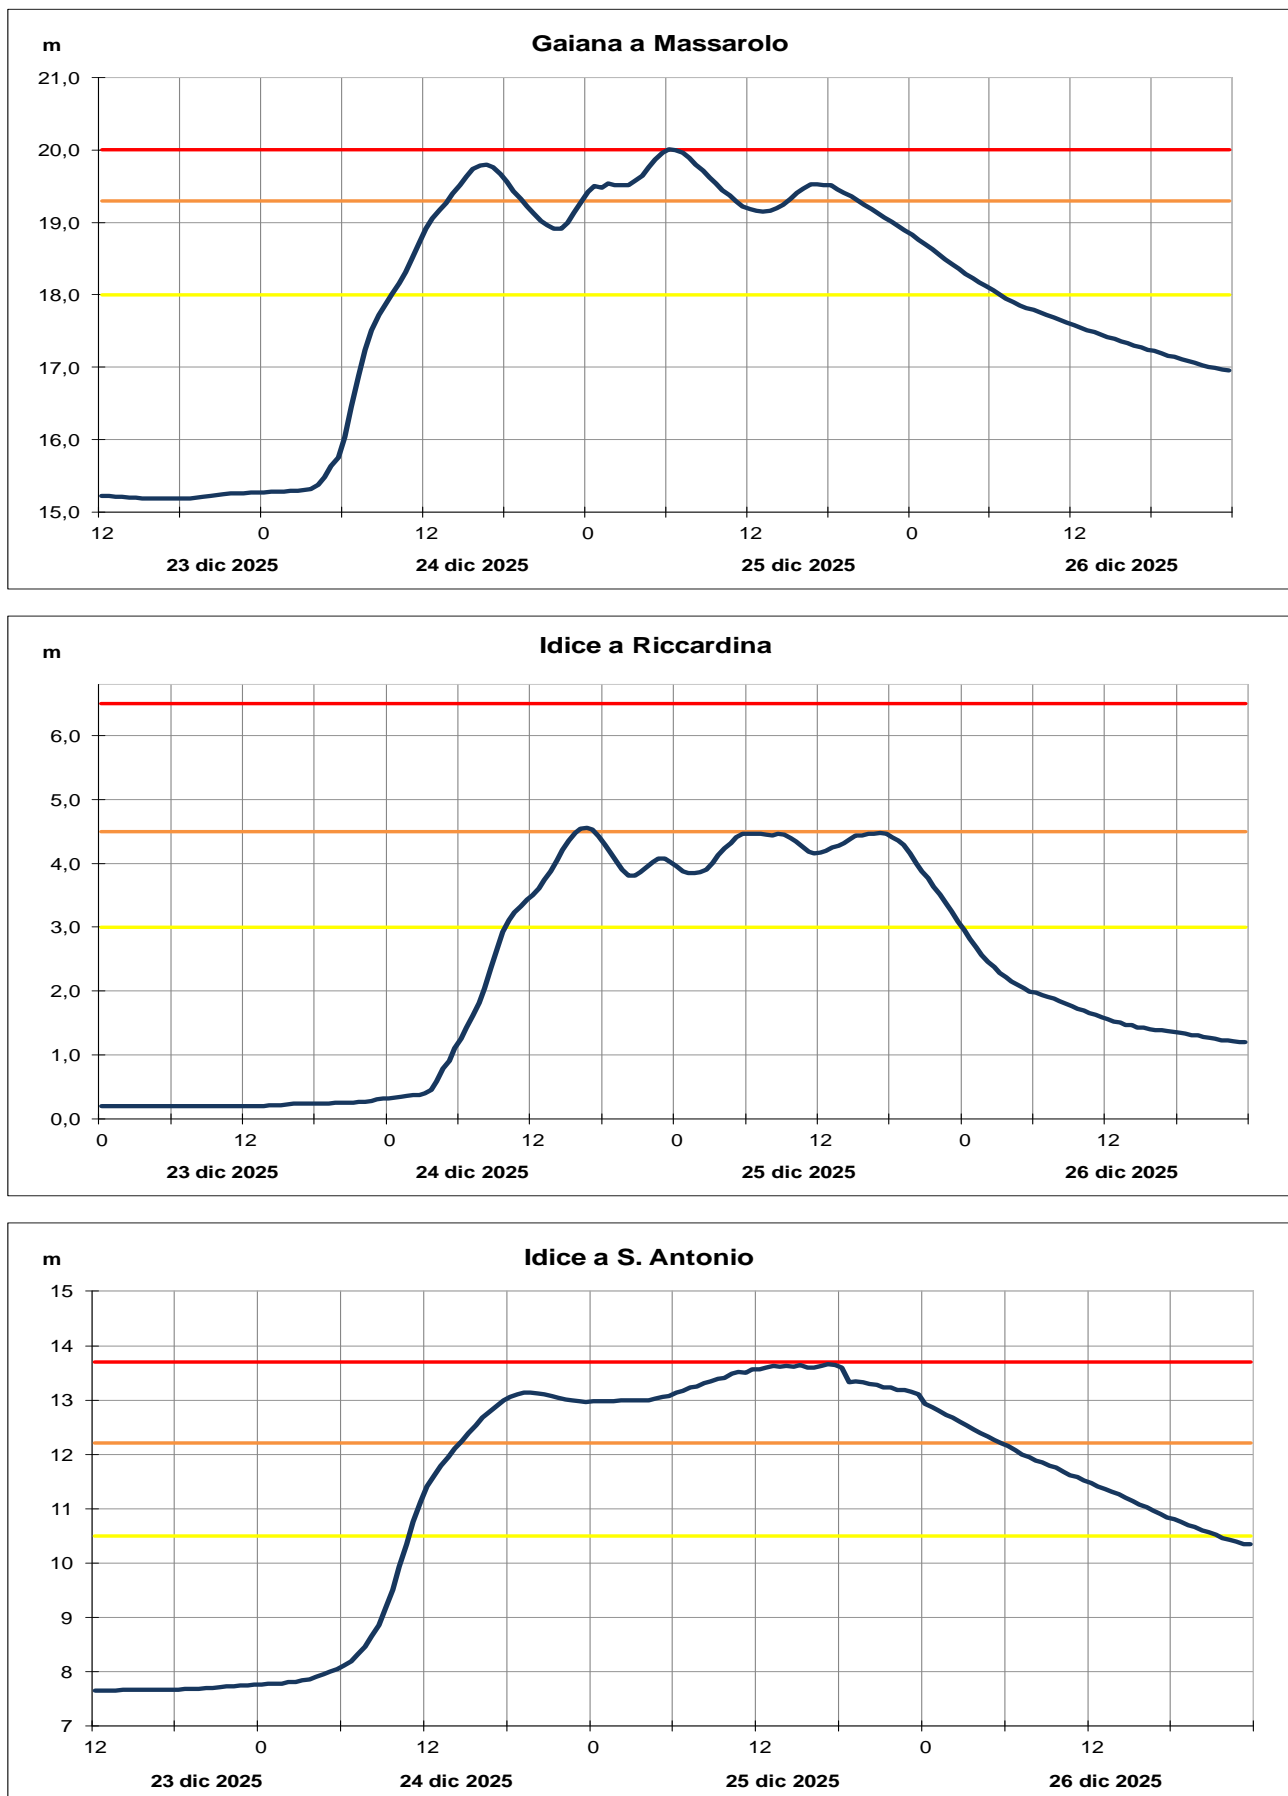 Gaiana a Massarolo
m
21,0
20,0
19,0
18,0
17,0
16,0
15,0
12 0 12 0 12 0 12
23 dic 2025 24 dic 2025 25 dic 2025 26 dic 2025
Idice a Riccardina
m
6,0
5,0
4,0
3,0
2,0
1,0
0,0
0 12 0 12 0 12 0 12
23 dic 2025 24 dic 2025 25 dic 2025 26 dic 2025
Idice a S. Antonio
m
15
14
13
12
11
10
9
8
7
12 0 12 0 12 0 12
23 dic 2025 24 dic 2025 25 dic 2025 26 dic 2025